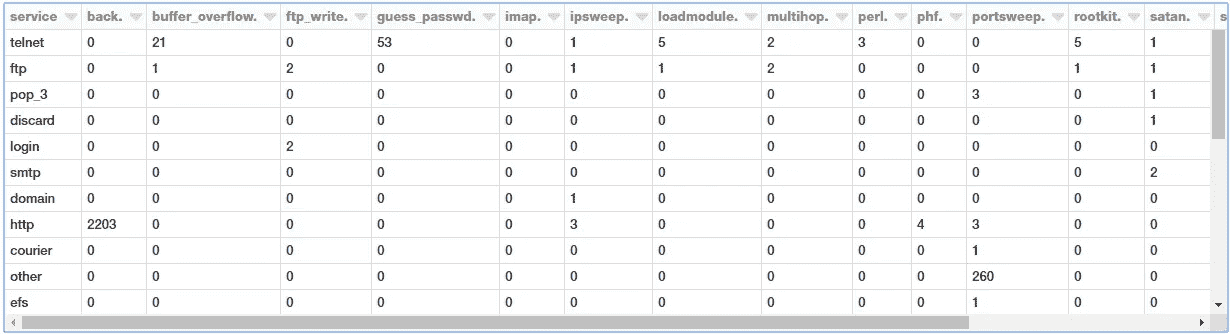 service back. buffer_overflow. ftp_write. guess_passwd. imap. ipsweep. loadmodule. multihop. perl. phf. portsweep. rootkit. satan. s
telnet 0 21 0 53 0 1 5 2 3 0 0 5 1
ftp 0 1 2 0 0 1 1 2 0 0 0 1 1
pop_3 0 0 0 0 0 0 0 0 0 0 3 0 1
discard 0 0 0 0 0 0 0 0 0 0 0 0 1
login 0 0 2 0 0 0 0 0 0 0 0 0 0
smtp 0 0 0 0 0 0 0 0 0 0 0 0 2
domain 0 0 0 0 0 1 0 0 0 0 0 0 0
http 2203 0 0 0 0 3 0 0 0 4 3 0 0
courier 0 0 0 0 0 0 0 0 0 0 1 0 0
other 0 0 0 0 0 0 0 0 0 0 260 0 0
efs 0 0 0 0 0 0 0 0 0 0 1 0 0